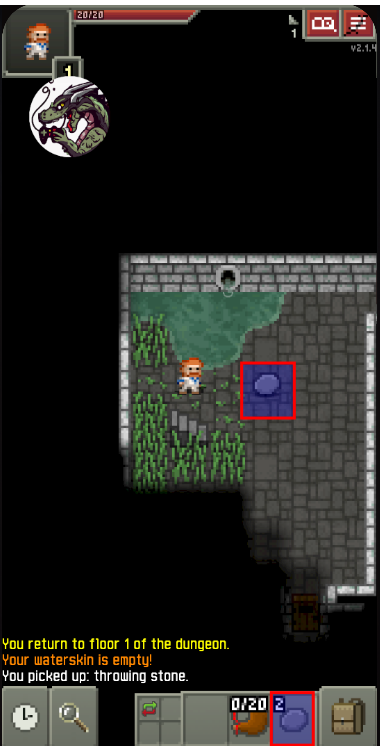 20/20
1
1
v2.1.4
You return to floor 1 of the dungeon.
Your waterskin is empty!
You picked up: throwing stone.
0/20
2